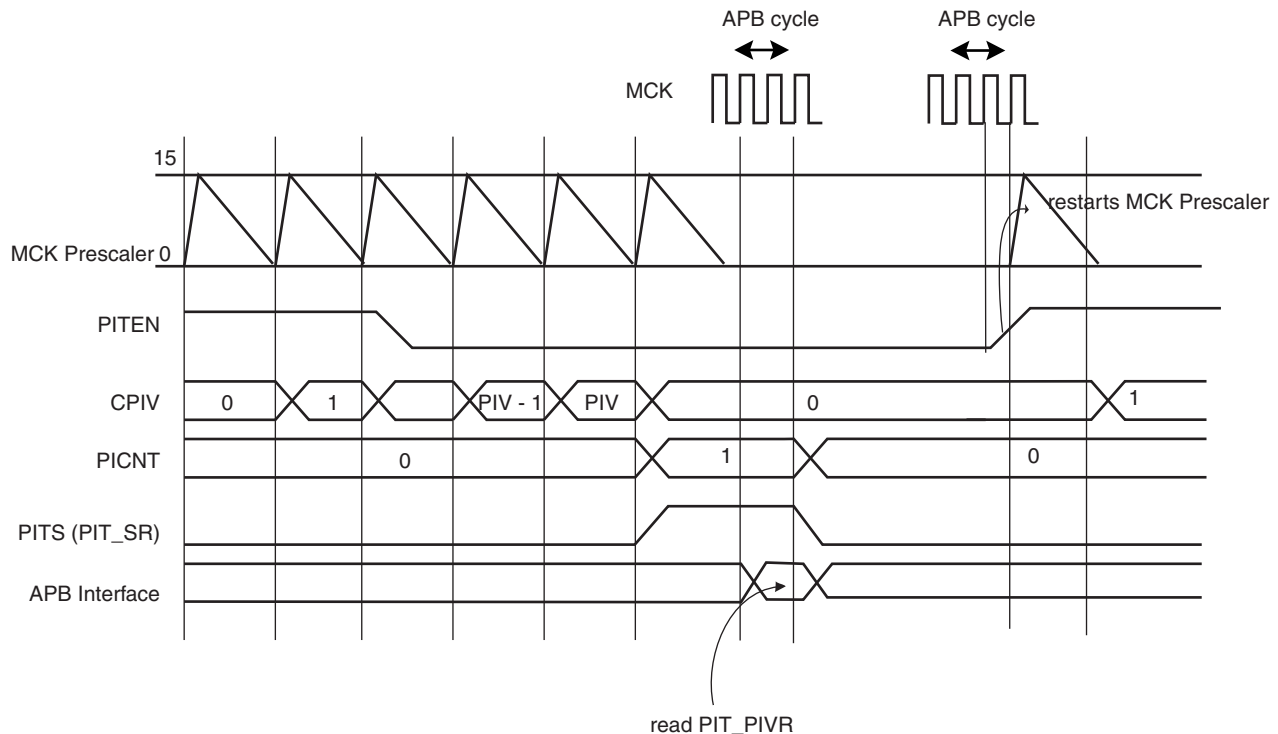 APB cycle
APB cycle
MCK
15
restarts MCK Prescaler
MCK Prescaler 0
PITEN
CPIV
0
1
PIV - 1
PIV
0
1
PICNT
0
1
0
PITS (PIT_SR)
APB Interface
read PIT_PIVR